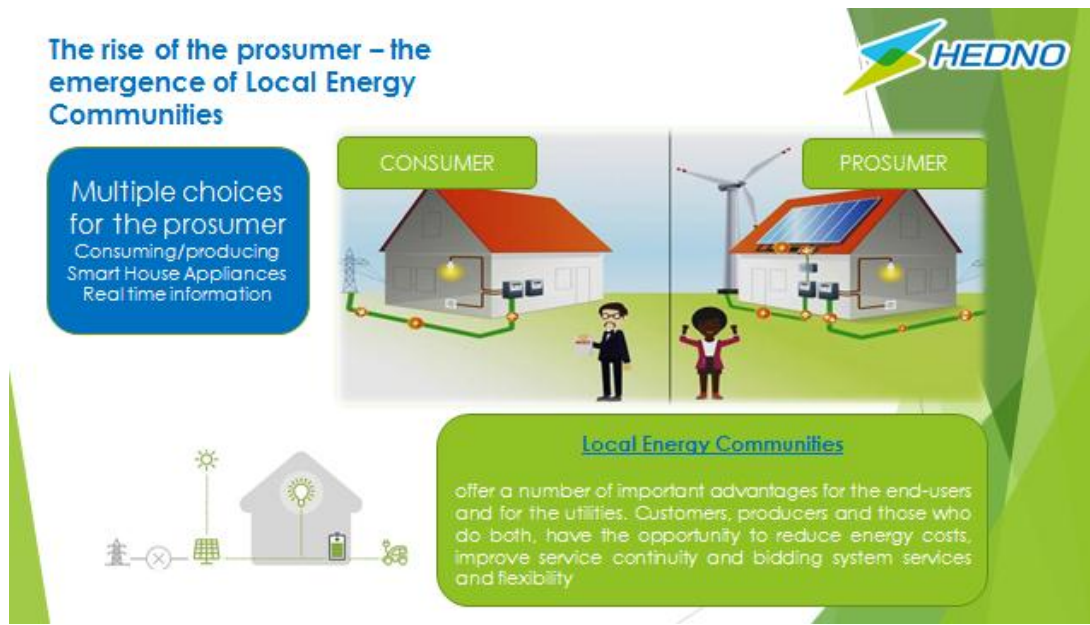 The rise of the prosumer – the
emergence of Local Energy
Communities
HEDNO
Multiple choices
for the prosumer
Consuming/producing
Smart House Appliances
Real time information
CONSUMER
PROSUMER
Local Energy Communities
offer a number of important advantages for the end-users
and for the utilities. Customers, producers and those who
do both, have the opportunity to reduce energy costs,
improve service continuity and bidding system services
and flexibility